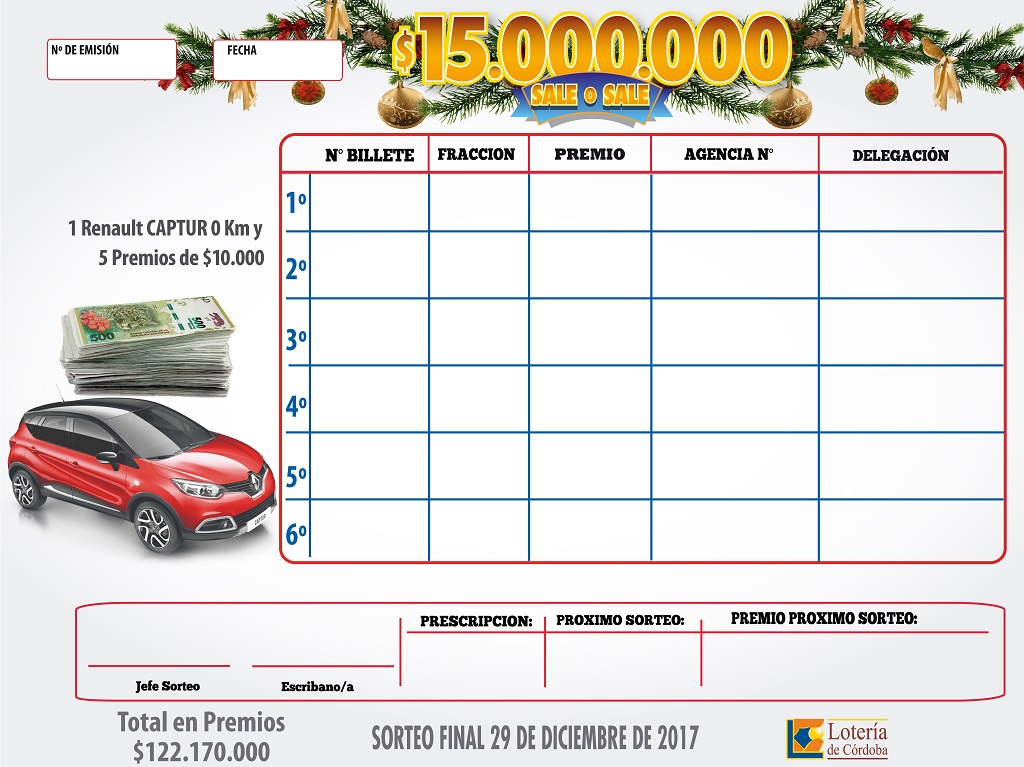 Nº DE EMISIÓN
FECHA
$15.000.000
SALE O SALE
N° BILLETE FRACCION PREMIO AGENCIA N° DELEGACIÓN
1º
2º
3º
4º
5º
6º
1 Renault CAPTUR 0 Km y
5 Premios de $10.000
500
500
CAPTUR
PRESCRIPCION: PROXIMO SORTEO: PREMIO PROXIMO SORTEO:
Jefe Sorteo Escribano/a
Total en Premios
$122.170.000
SORTEO FINAL 29 DE DICIEMBRE DE 2017
Lotería
de Córdoba